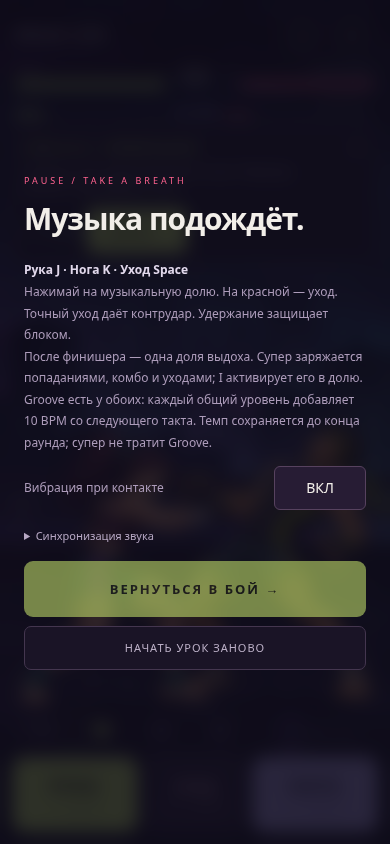 PAUSE / TAKE A BREATH
Музыка подождёт.
Рука J · Нога K · Уход Space
Нажимай на музыкальную долю. На красной — уход.
Точный уход даёт контрудар. Удержание защищает
блоком.
После финишера — одна доля выдоха. Супер заряжается
попаданиями, комбо и уходами; I активирует его в долю.
Groove есть у обоих: каждый общий уровень добавляет
10 BPM со следующего такта. Темп сохраняется до конца
раунда; супер не тратит Groove.
Вибрация при контакте
ВКЛ
▶ Синхронизация звука
ВЕРНУТЬСЯ В БОЙ →
НАЧАТЬ УРОК ЗАНОВО